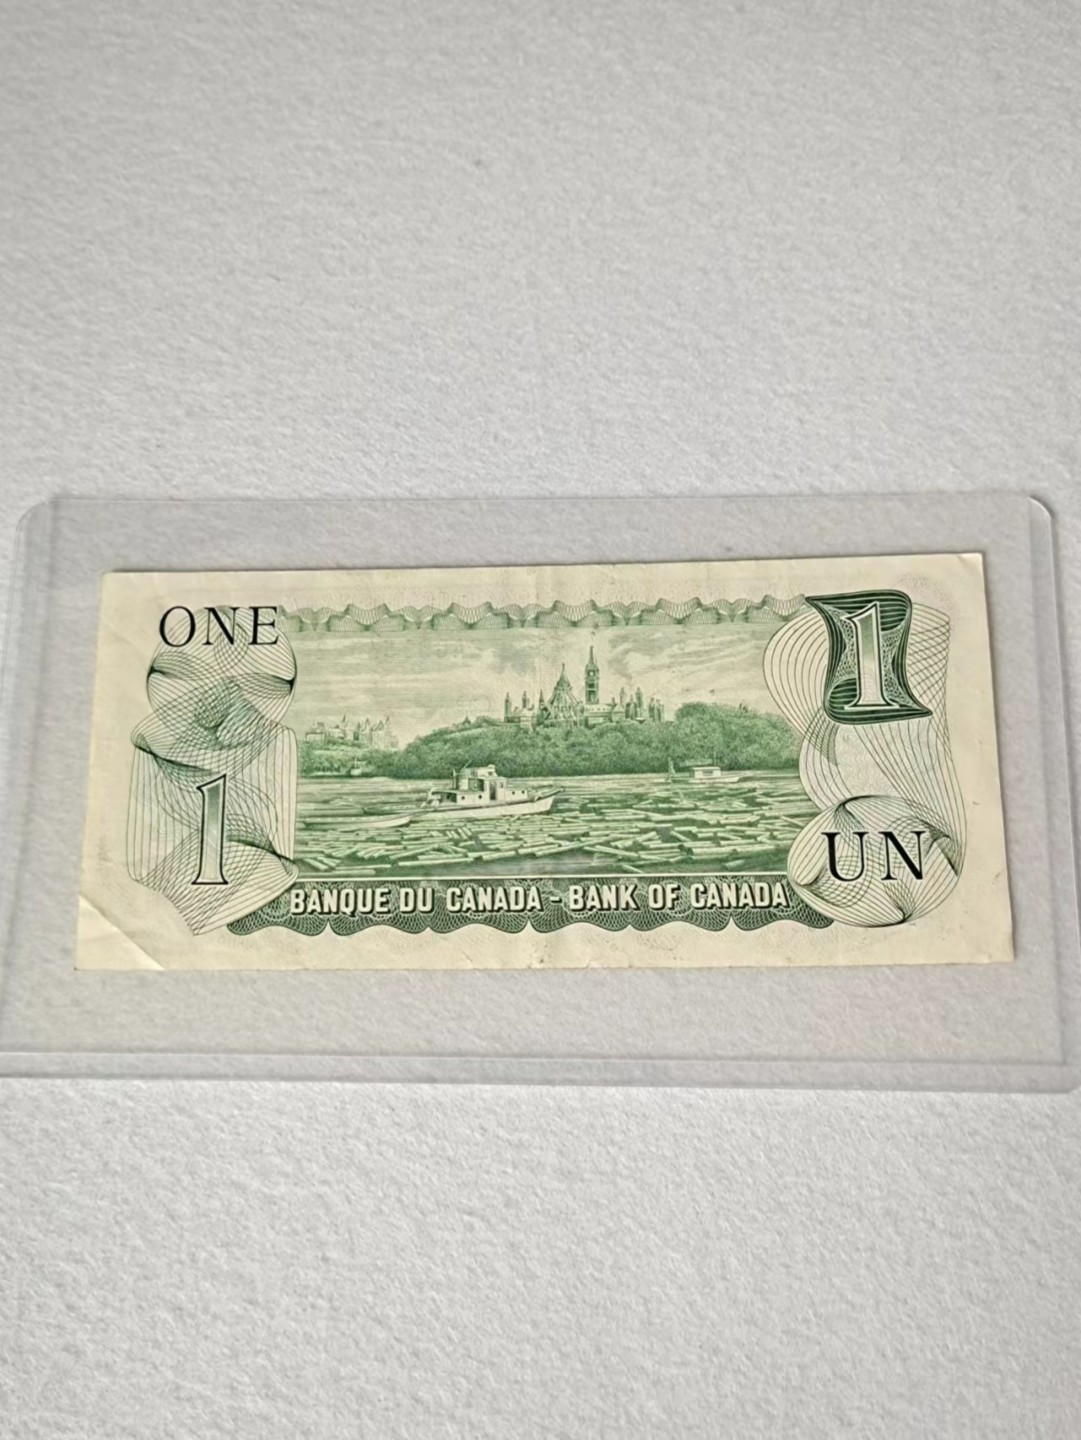 ONE
1
1
BANQUE DU CANADA - BANK OF CANADA
UN